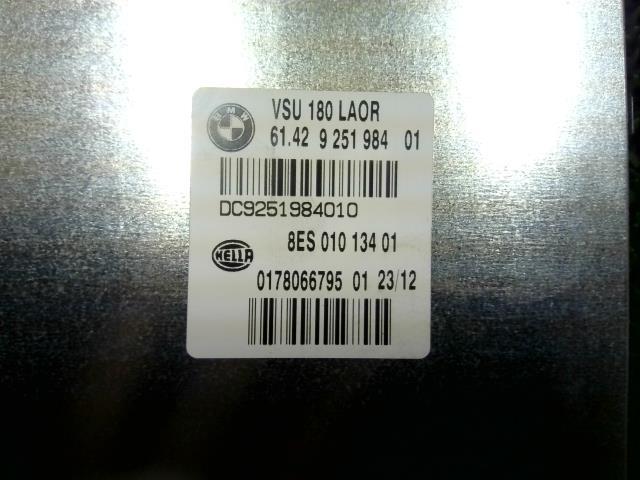 BMW
VSU 180 LAOR
61.42 9 251 984 01
DC9251984010
8ES 010 134 01
HELLA
0178066795 01 23/12